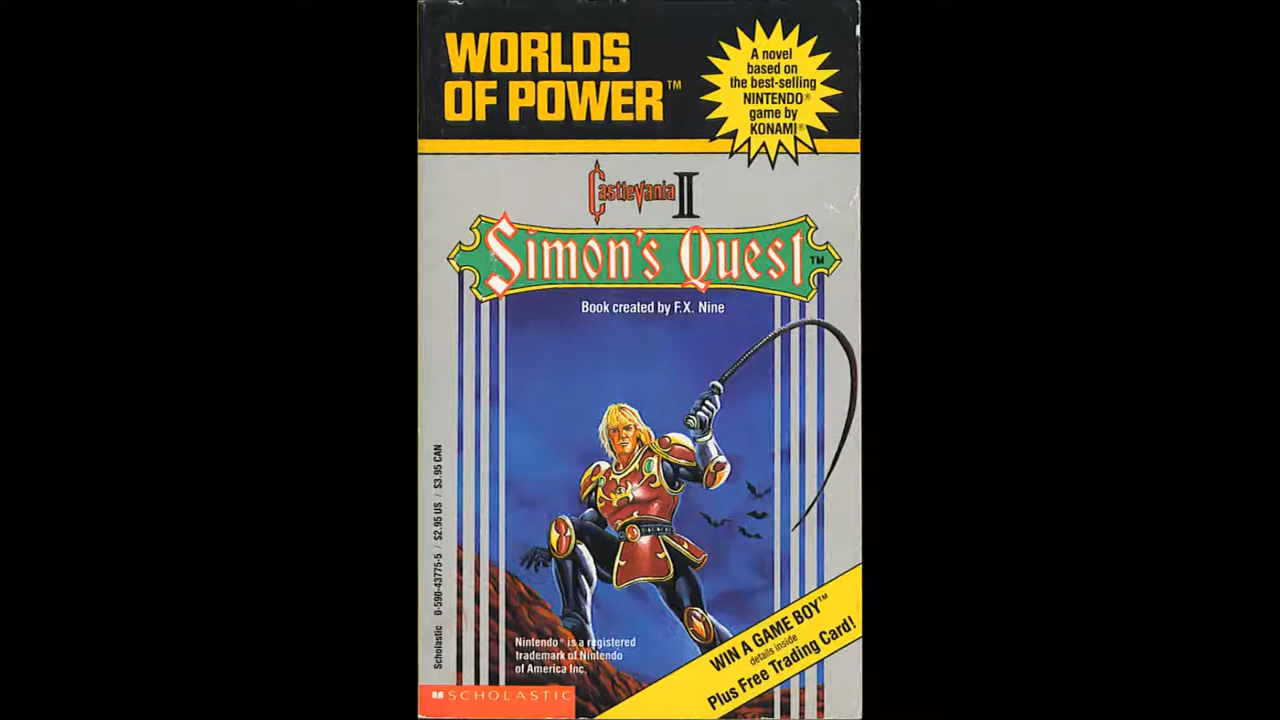 WORLDS
OF POWER™
A novel
based on
the best-selling
NINTENDO®
game by
KONAMI®
Castlevania II
Simon's Quest™
Book created by F.X. Nine
Scholastic 0-590-43775-5 / $2.95 US / $3.95 CAN
Nintendo® is a registered
trademark of Nintendo
of America Inc.
WIN A GAME BOY™
details inside
Plus Free Trading Card!
SCHOLASTIC